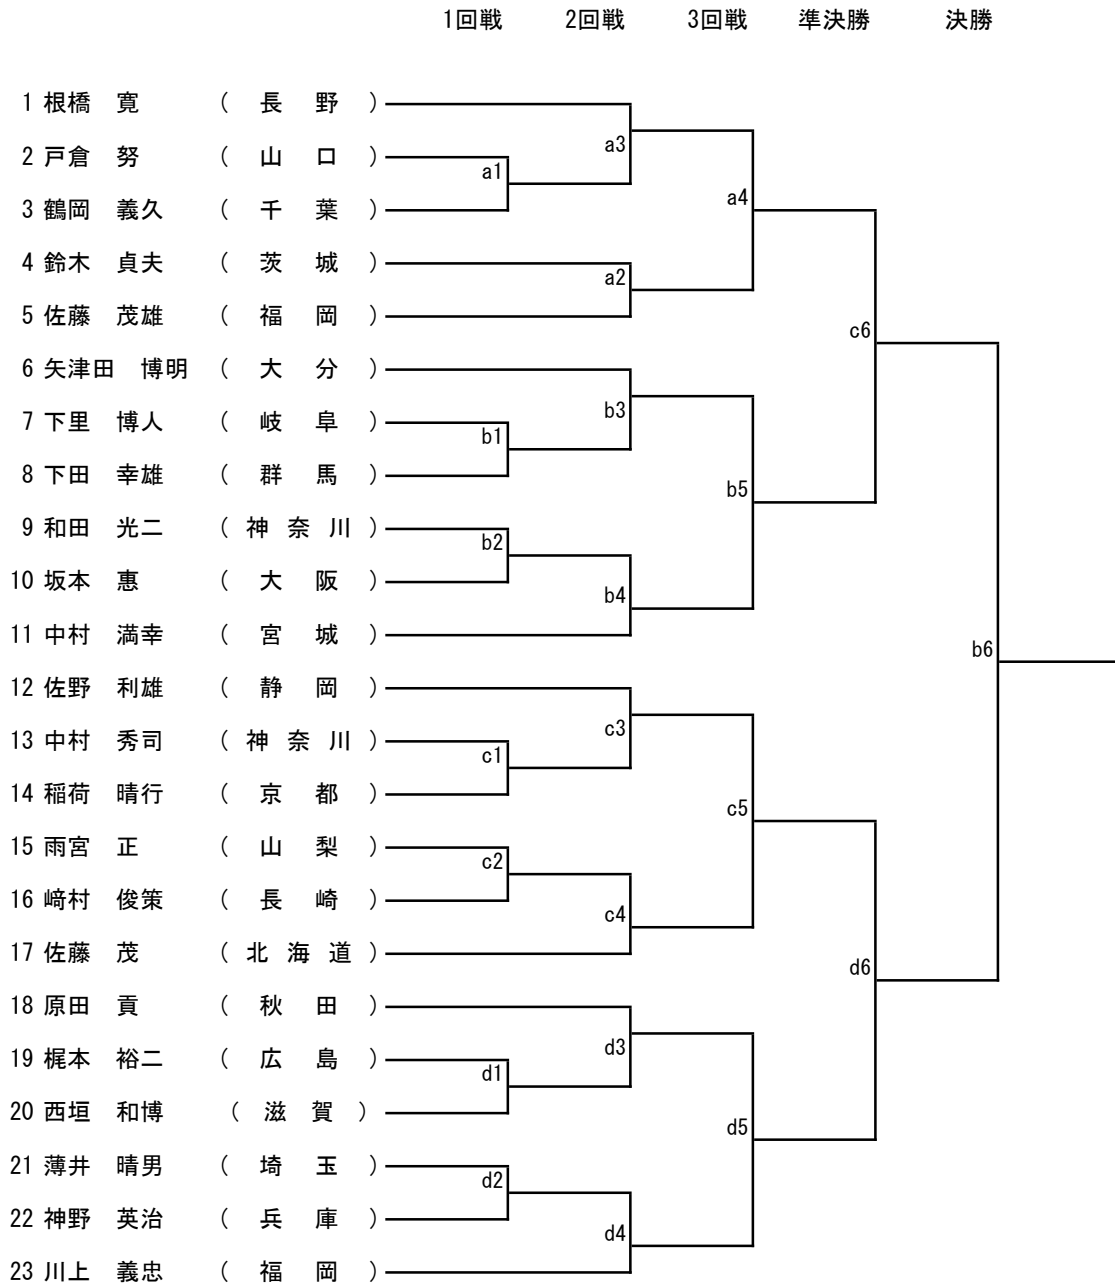 1回戦 2回戦 3回戦 準決勝 決勝
1 根橋 寛 ( 長 野 )
a3
2 戸倉 努 ( 山 口 )
a1
a4
3 鶴岡 義久 ( 千 葉 )
4 鈴木 貞夫 ( 茨 城 )
a2
5 佐藤 茂雄 ( 福 岡 )
c6
6 矢津田 博明 ( 大 分 )
b3
7 下里 博人 ( 岐 阜 )
b1
8 下田 幸雄 ( 群 馬 )
b5
9 和田 光二 ( 神 奈 川 )
b2
10 坂本 惠 ( 大 阪 )
b4
11 中村 満幸 ( 宮 城 )
b6
12 佐野 利雄 ( 静 岡 )
c3
13 中村 秀司 ( 神 奈 川 )
c1
14 稲荷 晴行 ( 京 都 )
c5
15 雨宮 正 ( 山 梨 )
c2
16 﨑村 俊策 ( 長 崎 )
c4
17 佐藤 茂 ( 北 海 道 )
d6
18 原田 貢 ( 秋 田 )
d3
19 梶本 裕二 ( 広 島 )
d1
20 西垣 和博 ( 滋 賀 )
d5
21 薄井 晴男 ( 埼 玉 )
d2
22 神野 英治 ( 兵 庫 )
d4
23 川上 義忠 ( 福 岡 )